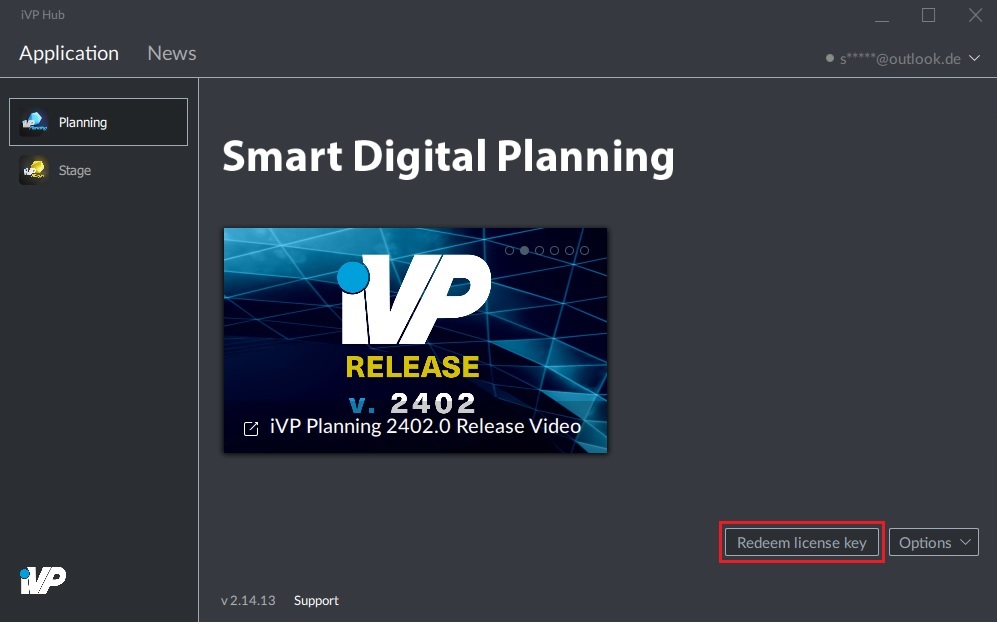 iVP Hub
Application News
s*****@outlook.de
Planning
Stage
Smart Digital Planning
iVP
RELEASE
v. 2402
iVP Planning 2402.0 Release Video
Redeem license key
Options
iVP
v 2.14.13 Support